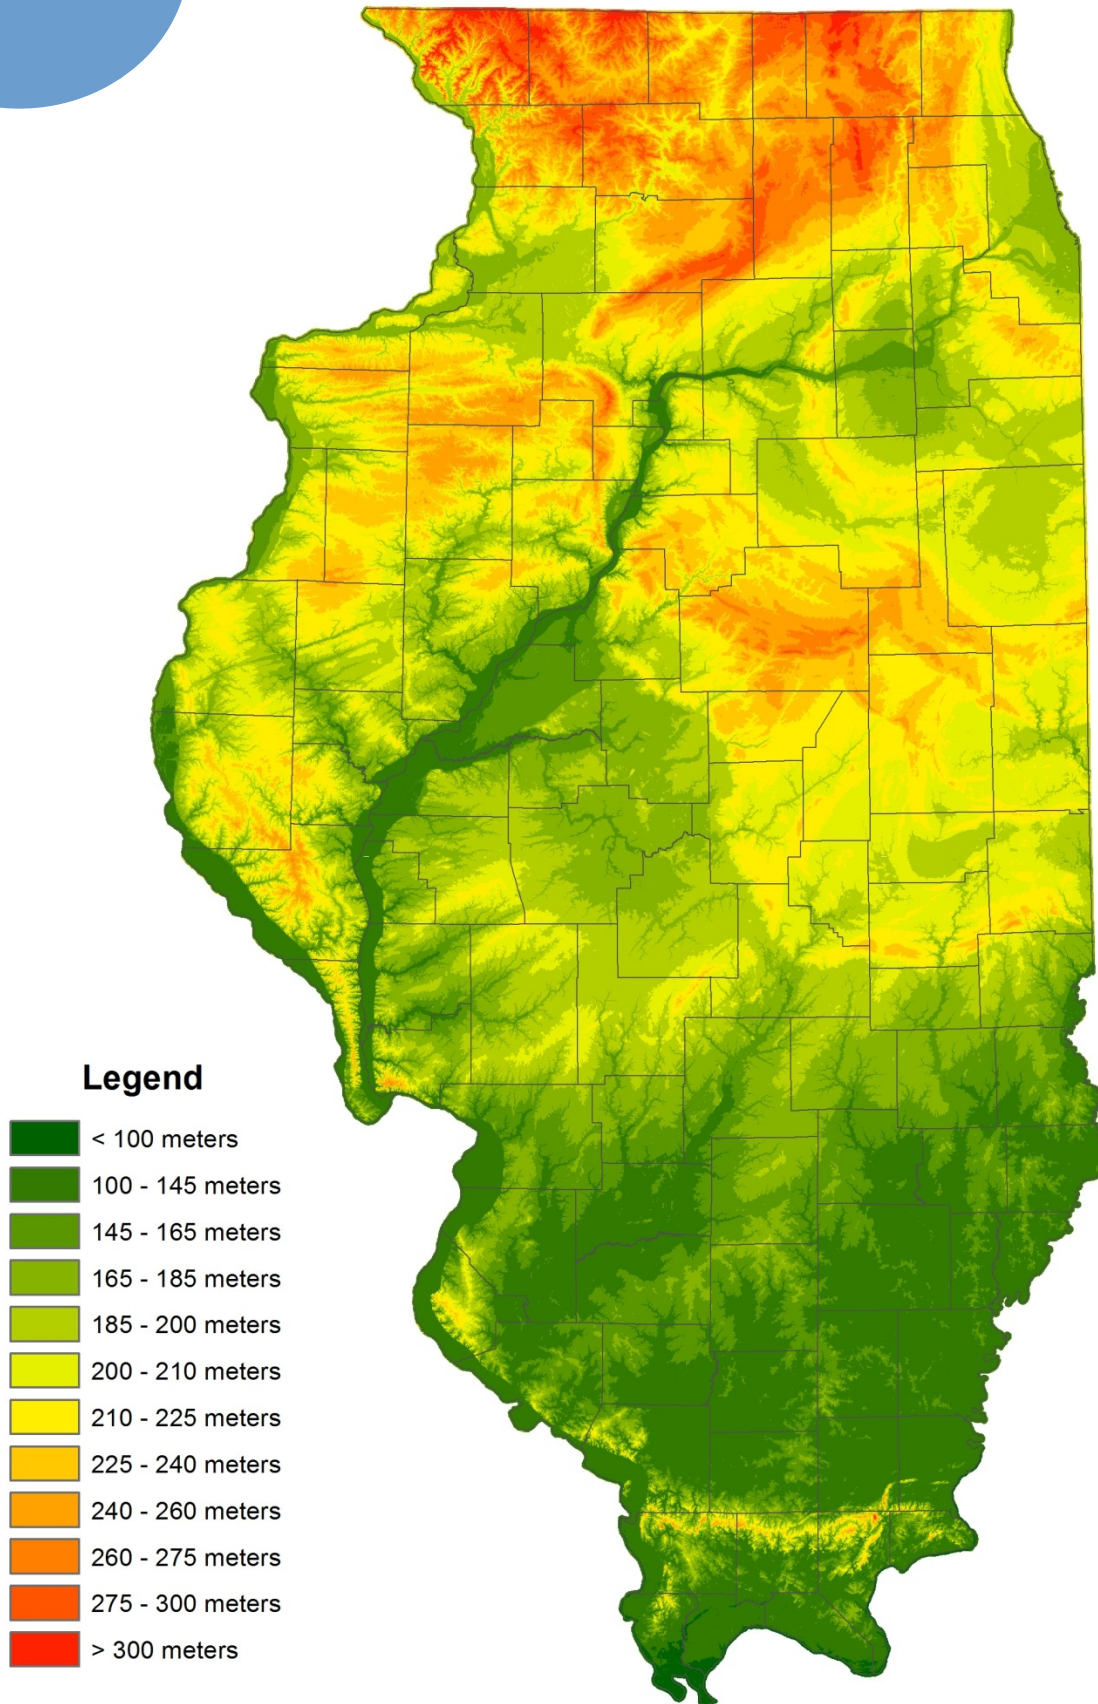 Legend
< 100 meters
100 - 145 meters
145 - 165 meters
165 - 185 meters
185 - 200 meters
200 - 210 meters
210 - 225 meters
225 - 240 meters
240 - 260 meters
260 - 275 meters
275 - 300 meters
> 300 meters